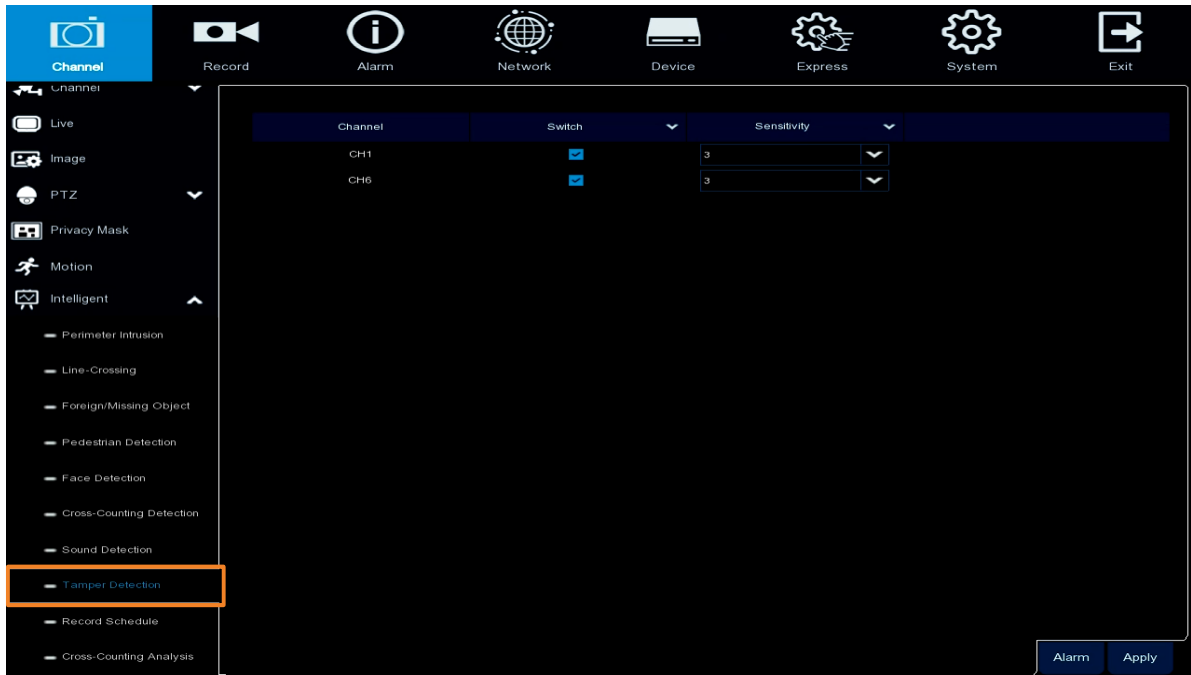 Channel Record Alarm Network Device Express System Exit
Channel
Live
Image
PTZ
Privacy Mask
Motion
Intelligent
Perimeter Intrusion
Line-Crossing
Foreign/Missing Object
Pedestrian Detection
Face Detection
Cross-Counting Detection
Sound Detection
Tamper Detection
Record Schedule
Cross-Counting Analysis
Channel Switch Sensitivity
CH1 3
CH6 3
Alarm Apply